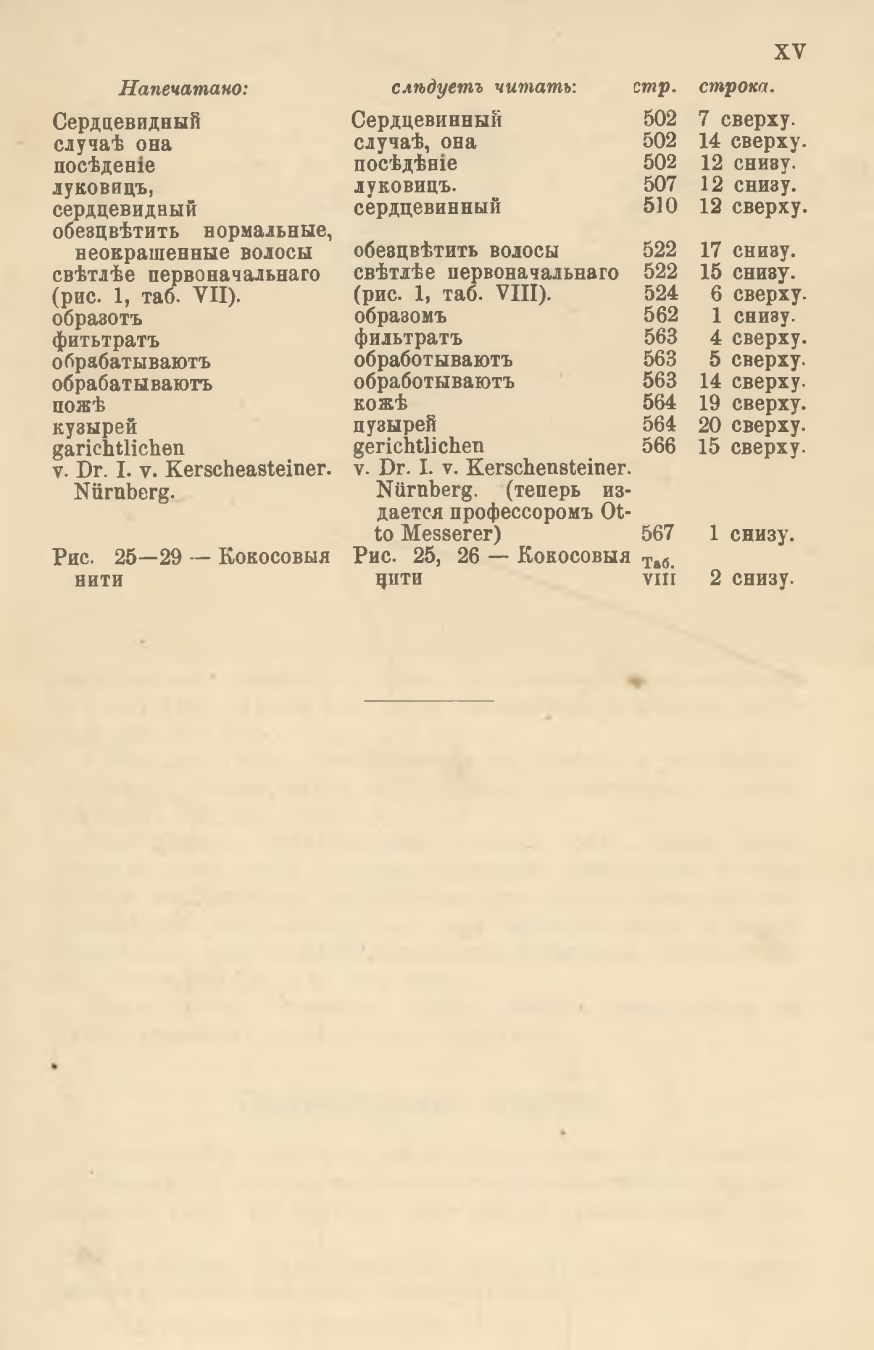 XV
Напечатано: слѣдуетъ читать: стр. строка.
Сердцевидный Сердцевинный 502 7 сверху.
случаѣ она случаѣ, она 502 14 сверху.
посѣденіе посѣдѣніе 502 12 снизу.
луковицъ, луковицъ. 507 12 снизу.
сердцевидный сердцевинный 510 12 сверху.
обезцвѣтить нормальные,
неокрашенные волосы обезцвѣтить волосы 522 17 снизу.
свѣтлѣе первоначальнаго свѣтлѣе первоначальнаго 522 15 снизу.
(рис. 1, таб. VII). (рис. 1, таб. VIII). 524 6 сверху.
образотъ образомъ 562 1 снизу.
фитьтратъ фильтратъ 563 4 сверху.
обрабатываютъ обработываютъ 563 5 сверху.
обрабатываютъ обработываютъ 563 14 сверху.
пожѣ кожѣ 564 19 сверху.
кузырей пузырей 564 20 сверху.
garichtlichen gerichtlichen 566 15 сверху.
v. Dr. I. v. Kerscheasteiner. v. Dr. I. v. Kerschensteiner.
Nürnberg. Nürnberg. (теперь из-
дается профессоромъ Ot-
to Messerer) 567 1 снизу.
Рис. 25—29 — Кокосовыя Рис. 25, 26 — Кокосовыя Таб.
нити нити VIII 2 снизу.